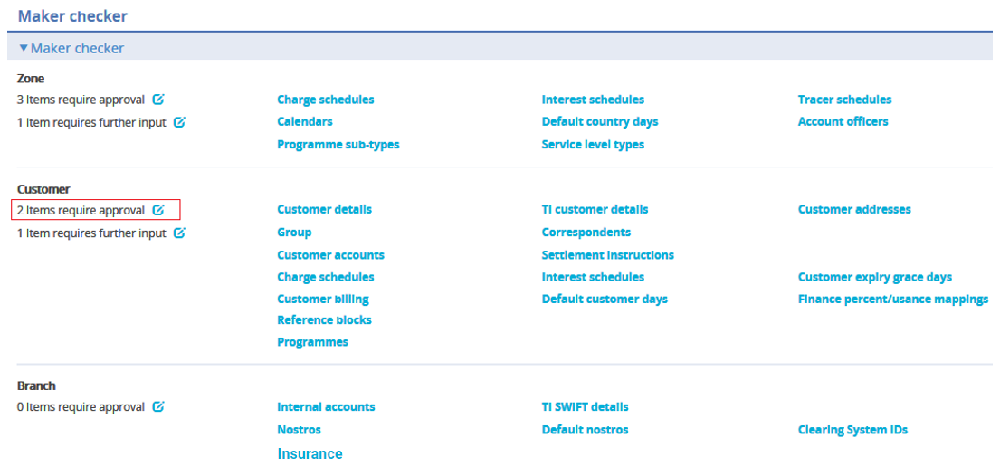 Maker checker
Maker checker
Zone
3 Items require approval Charge schedules Interest schedules Tracer schedules
1 Item requires further input Calendars Default country days Account officers
Programme sub-types Service level types
Customer
2 Items require approval Customer details TI customer details Customer addresses
1 Item requires further input Group Correspondents
Customer accounts Settlement instructions
Charge schedules Interest schedules Customer expiry grace days
Customer billing Default customer days Finance percent/usance mappings
Reference blocks
Programmes
Branch
0 Items require approval Internal accounts TI SWIFT details
Nostros Default nostros Clearing System IDs
Insurance